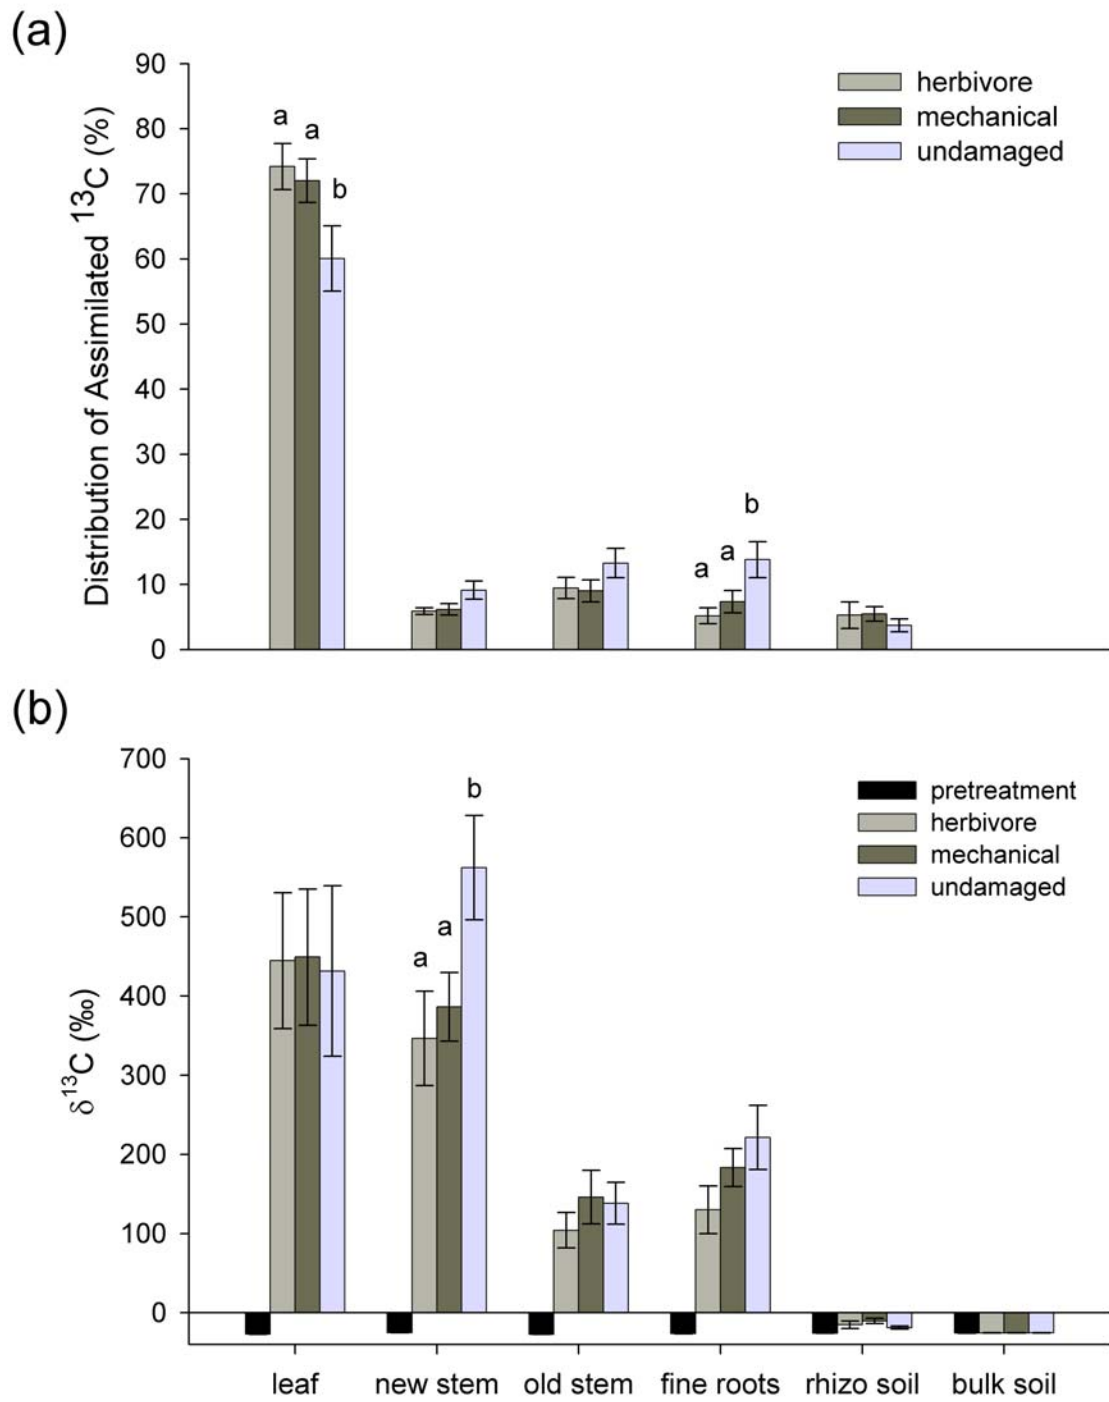 (a)
Distribution of Assimilated ¹³C (%)
90
80
70
60
50
40
30
20
10
0
herbivore
mechanical
undamaged
a a b
a a b
(b)
δ¹³C (‰)
700
600
500
400
300
200
100
0
pretreatment
herbivore
mechanical
undamaged
a a b
leaf new stem old stem fine roots rhizo soil bulk soil